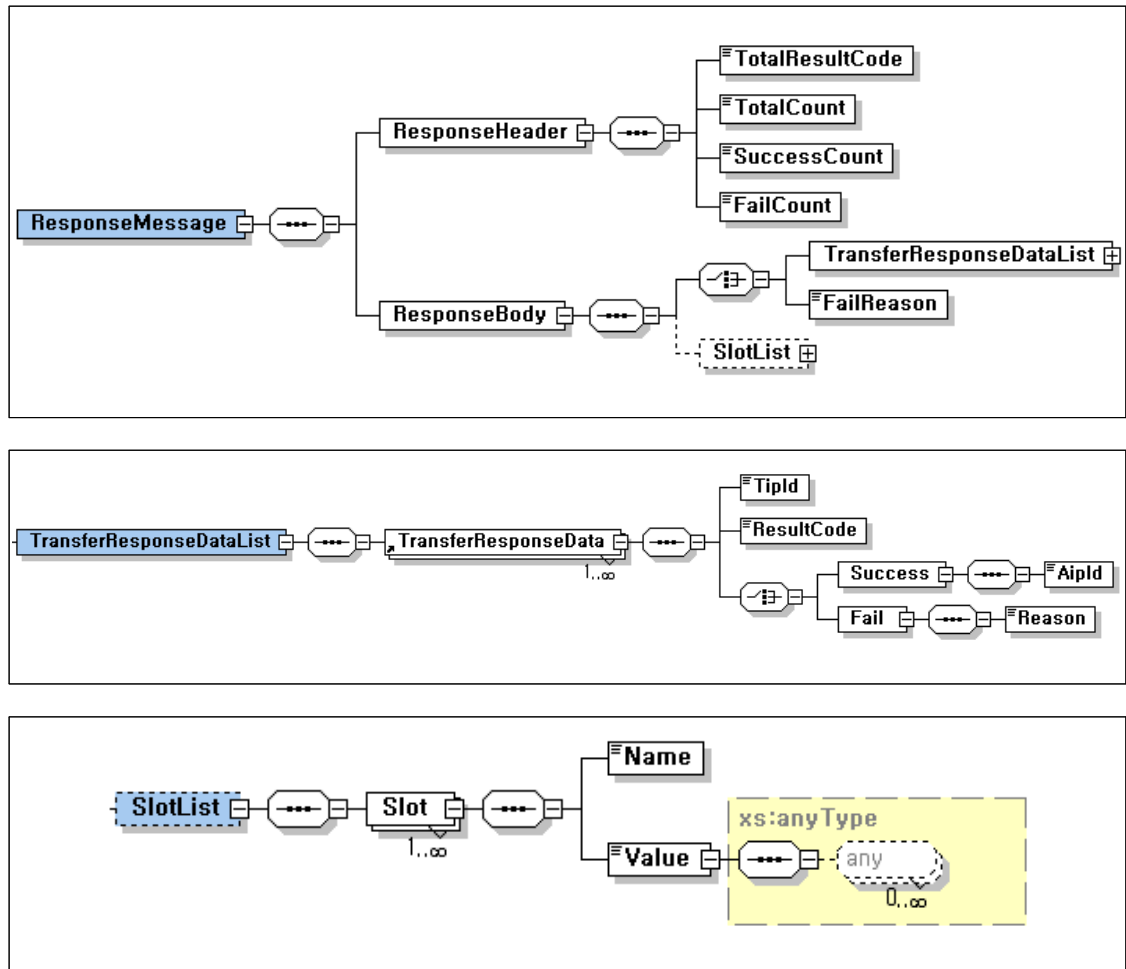 TotalResultCode
TotalCount
ResponseHeader
SuccessCount
FailCount
ResponseMessage
TransferResponseDataList
FailReason
ResponseBody
SlotList
TipId
ResultCode
TransferResponseDataList
TransferResponseData
1..∞
Success
AipId
Fail
Reason
Name
SlotList
Slot
1..∞
xs:anyType
Value
any
0..∞